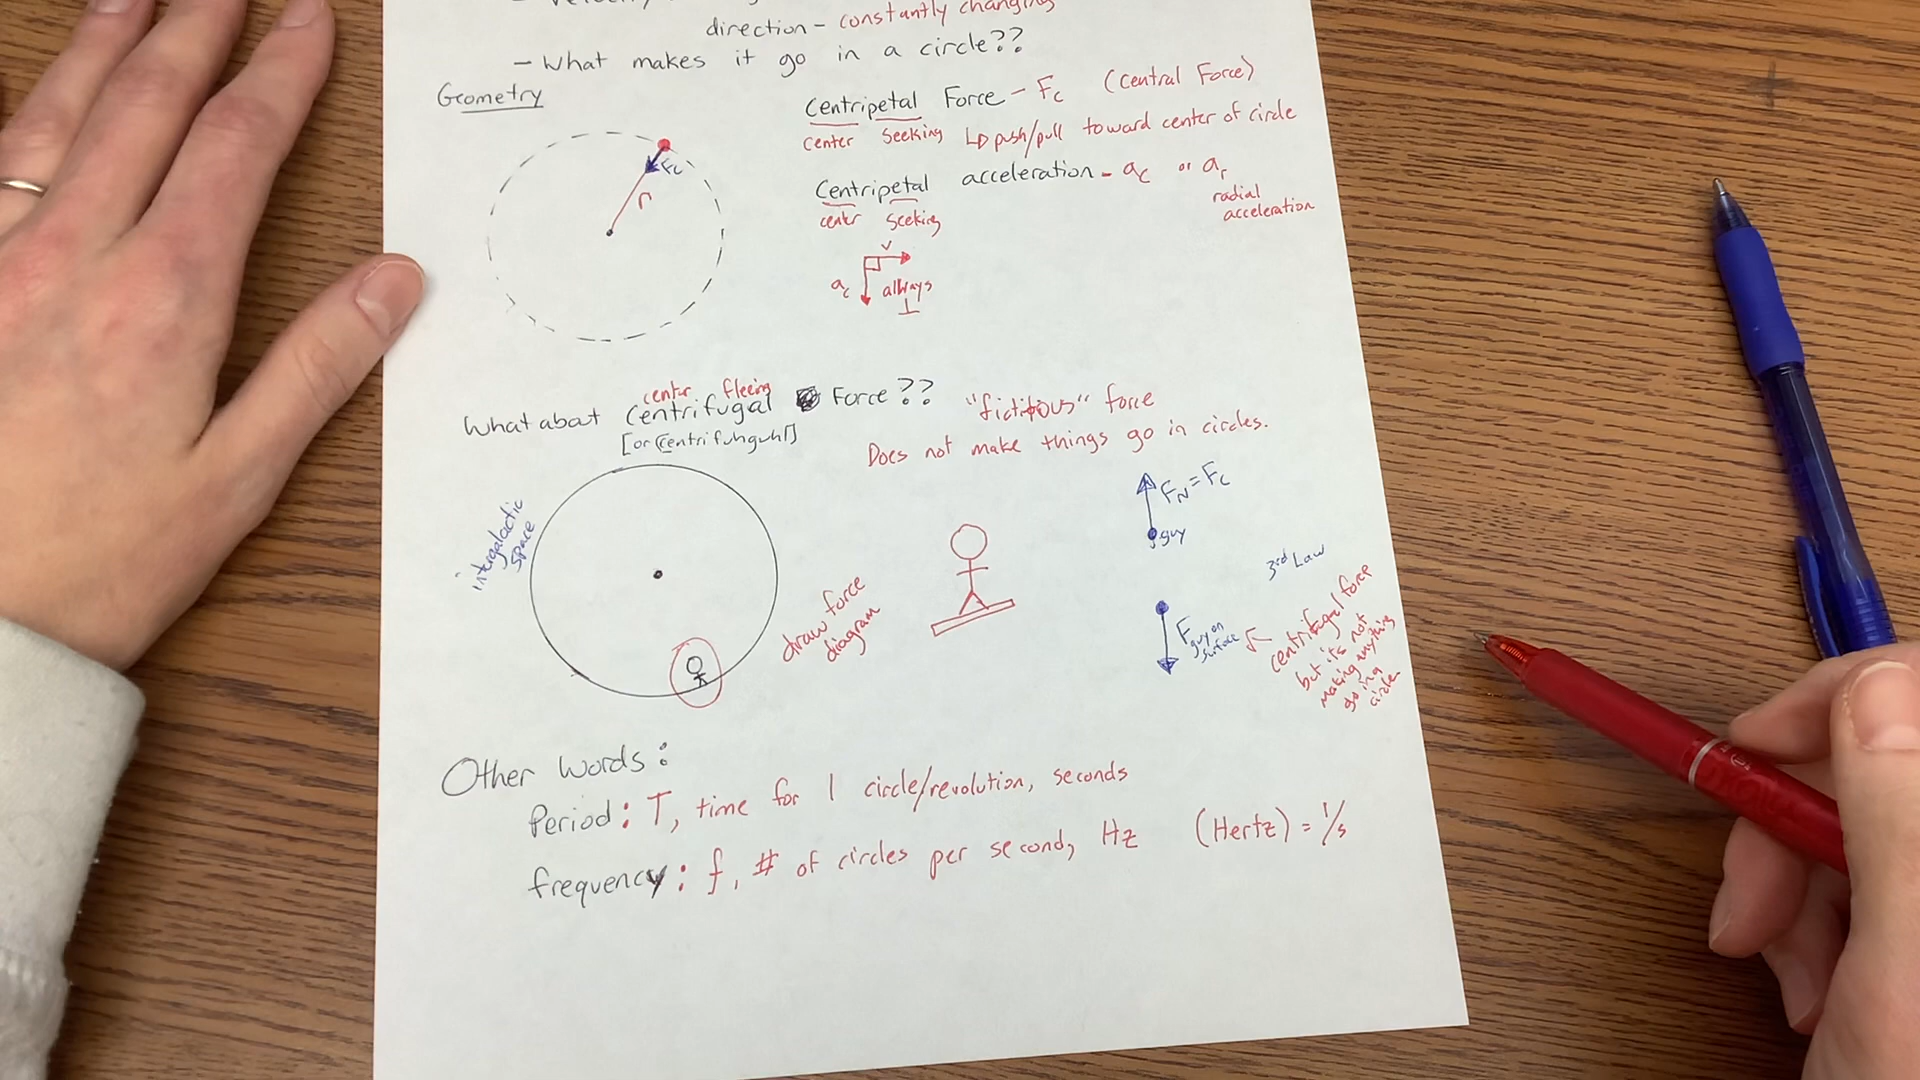 - Velocity
direction - constantly changing
- What makes it go in a circle??
Geometry
Centripetal Force - Fc (Central Force)
center seeking ↳ push/pull toward center of circle
Fc
r
Centripetal acceleration - ac or ar
center seeking
radial acceleration
v
ac always ⊥
center fleeing
What about Centrifugal Force?? "fictitious" force
[or Centrifuhguhl]
Does not make things go in circles.
intergalactic space
draw force diagram
FN = Fc
guy
3rd Law
Fguy on surface
centrifugal force
but its not
making anything
go in a
circle
Other Words:
Period: T, time for 1 circle/revolution, seconds
frequency: f, # of circles per second, Hz (Hertz) = 1/s